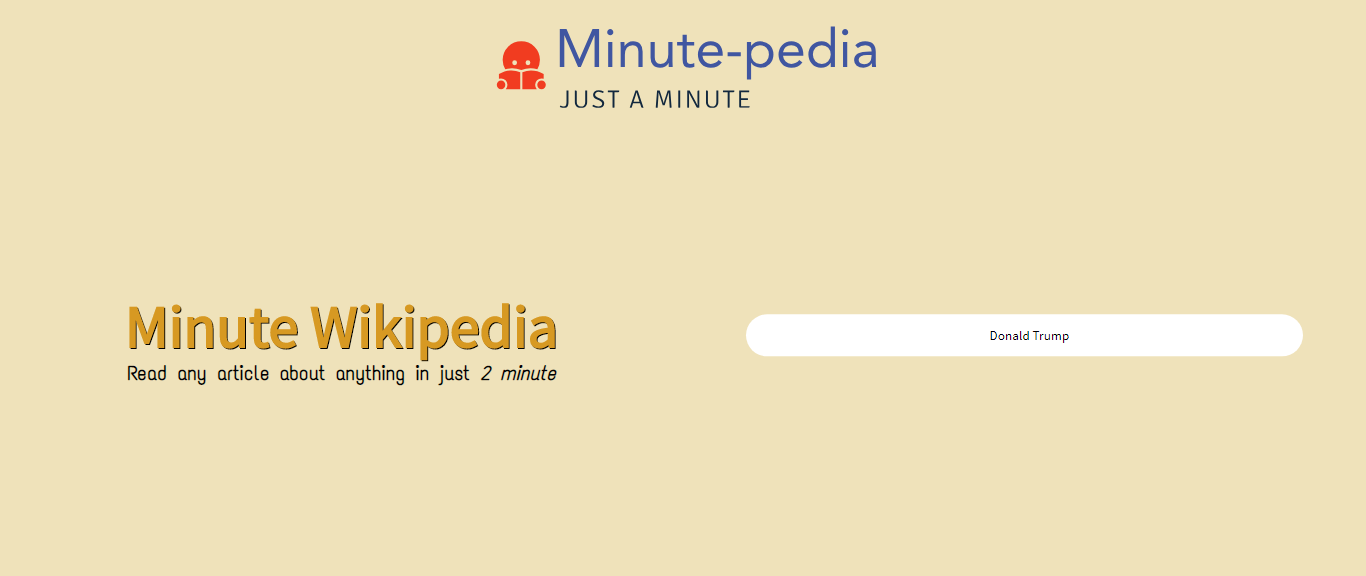 Minute-pedia
JUST A MINUTE
Minute Wikipedia
Read any article about anything in just 2 minute
Donald Trump